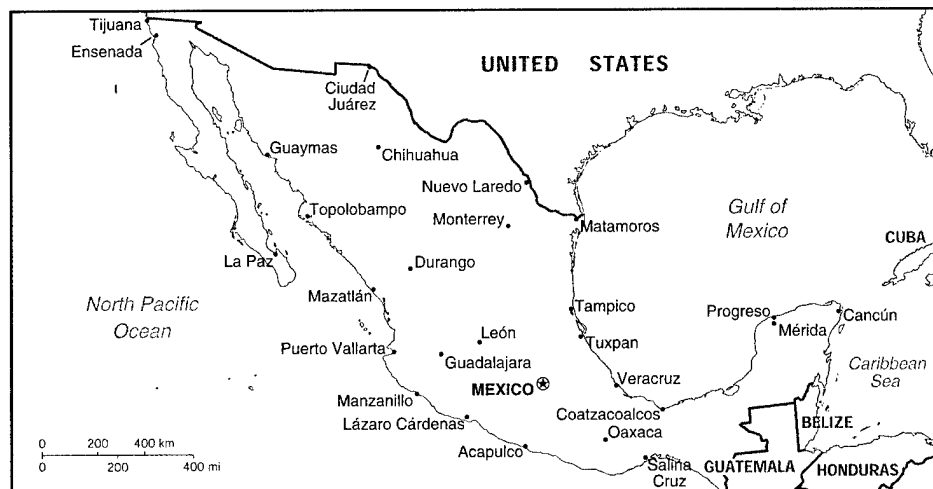 Tijuana
Ensenada
UNITED STATES
Ciudad
Juárez
Guaymas
Chihuahua
Nuevo Laredo
Topolobampo
Monterrey
Matamoros
Gulf of
Mexico
CUBA
La Paz
Durango
Mazatlán
North Pacific
Ocean
Tampico
Progreso
Cancún
Mérida
León
Tuxpan
Puerto Vallarta
Guadalajara
Caribbean
Sea
MEXICO
Veracruz
Manzanillo
Coatzacoalcos
BELIZE
Lázaro Cárdenas
Oaxaca
Acapulco
Salina
Cruz
GUATEMALA
HONDURAS
0 200 400 km
0 200 400 mi